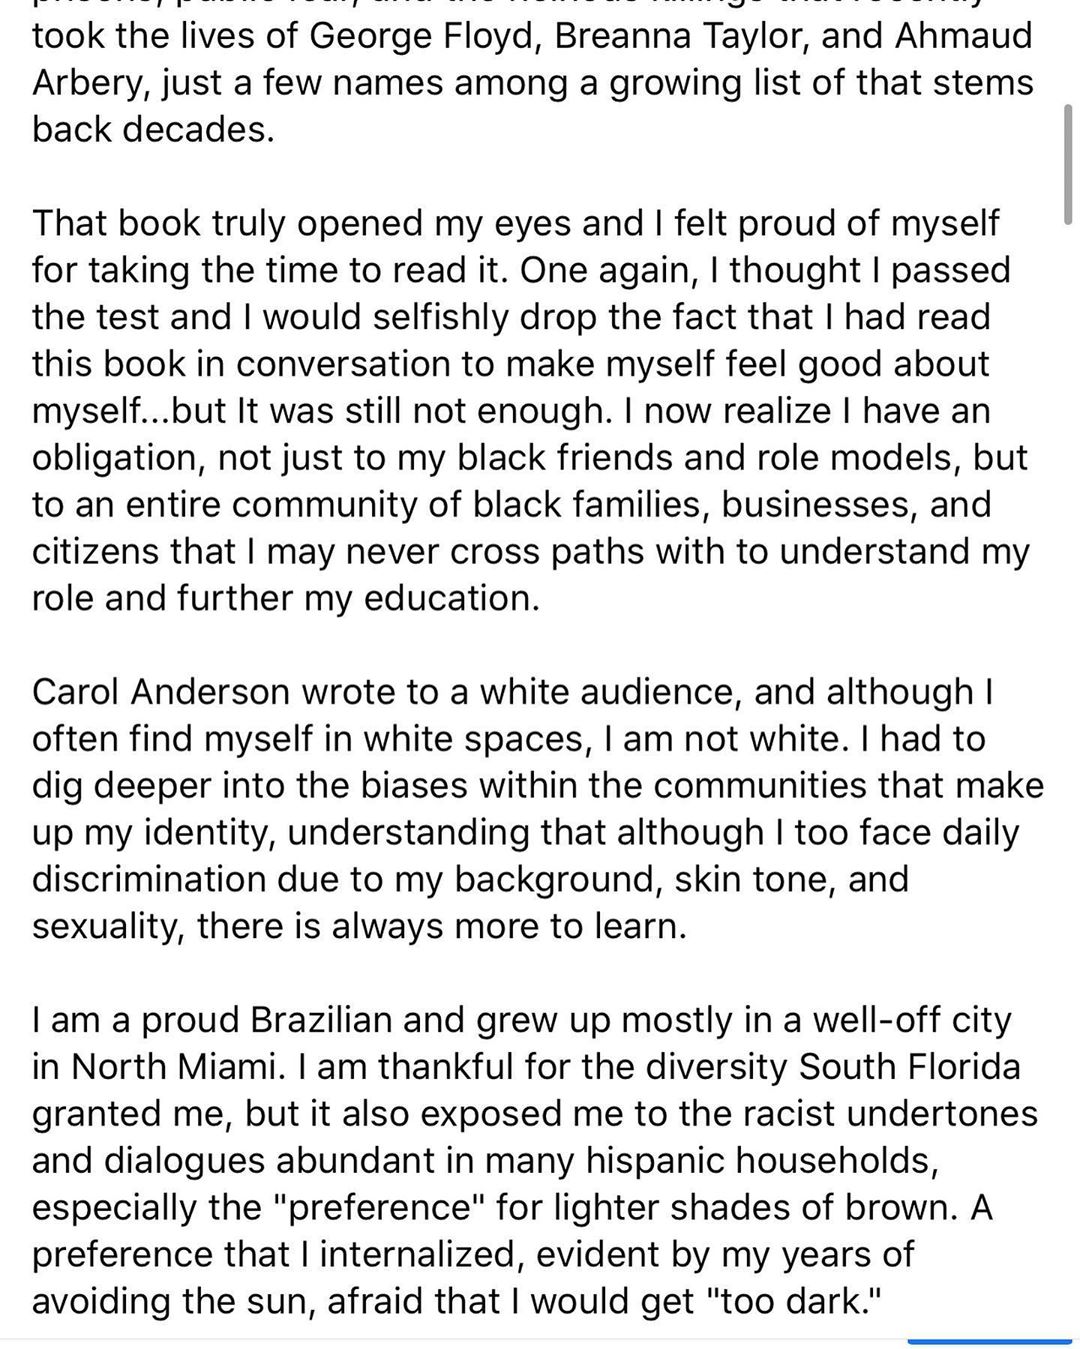 took the lives of George Floyd, Breanna Taylor, and Ahmaud
Arbery, just a few names among a growing list of that stems
back decades.
That book truly opened my eyes and I felt proud of myself
for taking the time to read it. One again, I thought I passed
the test and I would selfishly drop the fact that I had read
this book in conversation to make myself feel good about
myself...but It was still not enough. I now realize I have an
obligation, not just to my black friends and role models, but
to an entire community of black families, businesses, and
citizens that I may never cross paths with to understand my
role and further my education.
Carol Anderson wrote to a white audience, and although I
often find myself in white spaces, I am not white. I had to
dig deeper into the biases within the communities that make
up my identity, understanding that although I too face daily
discrimination due to my background, skin tone, and
sexuality, there is always more to learn.
I am a proud Brazilian and grew up mostly in a well-off city
in North Miami. I am thankful for the diversity South Florida
granted me, but it also exposed me to the racist undertones
and dialogues abundant in many hispanic households,
especially the "preference" for lighter shades of brown. A
preference that I internalized, evident by my years of
avoiding the sun, afraid that I would get "too dark."